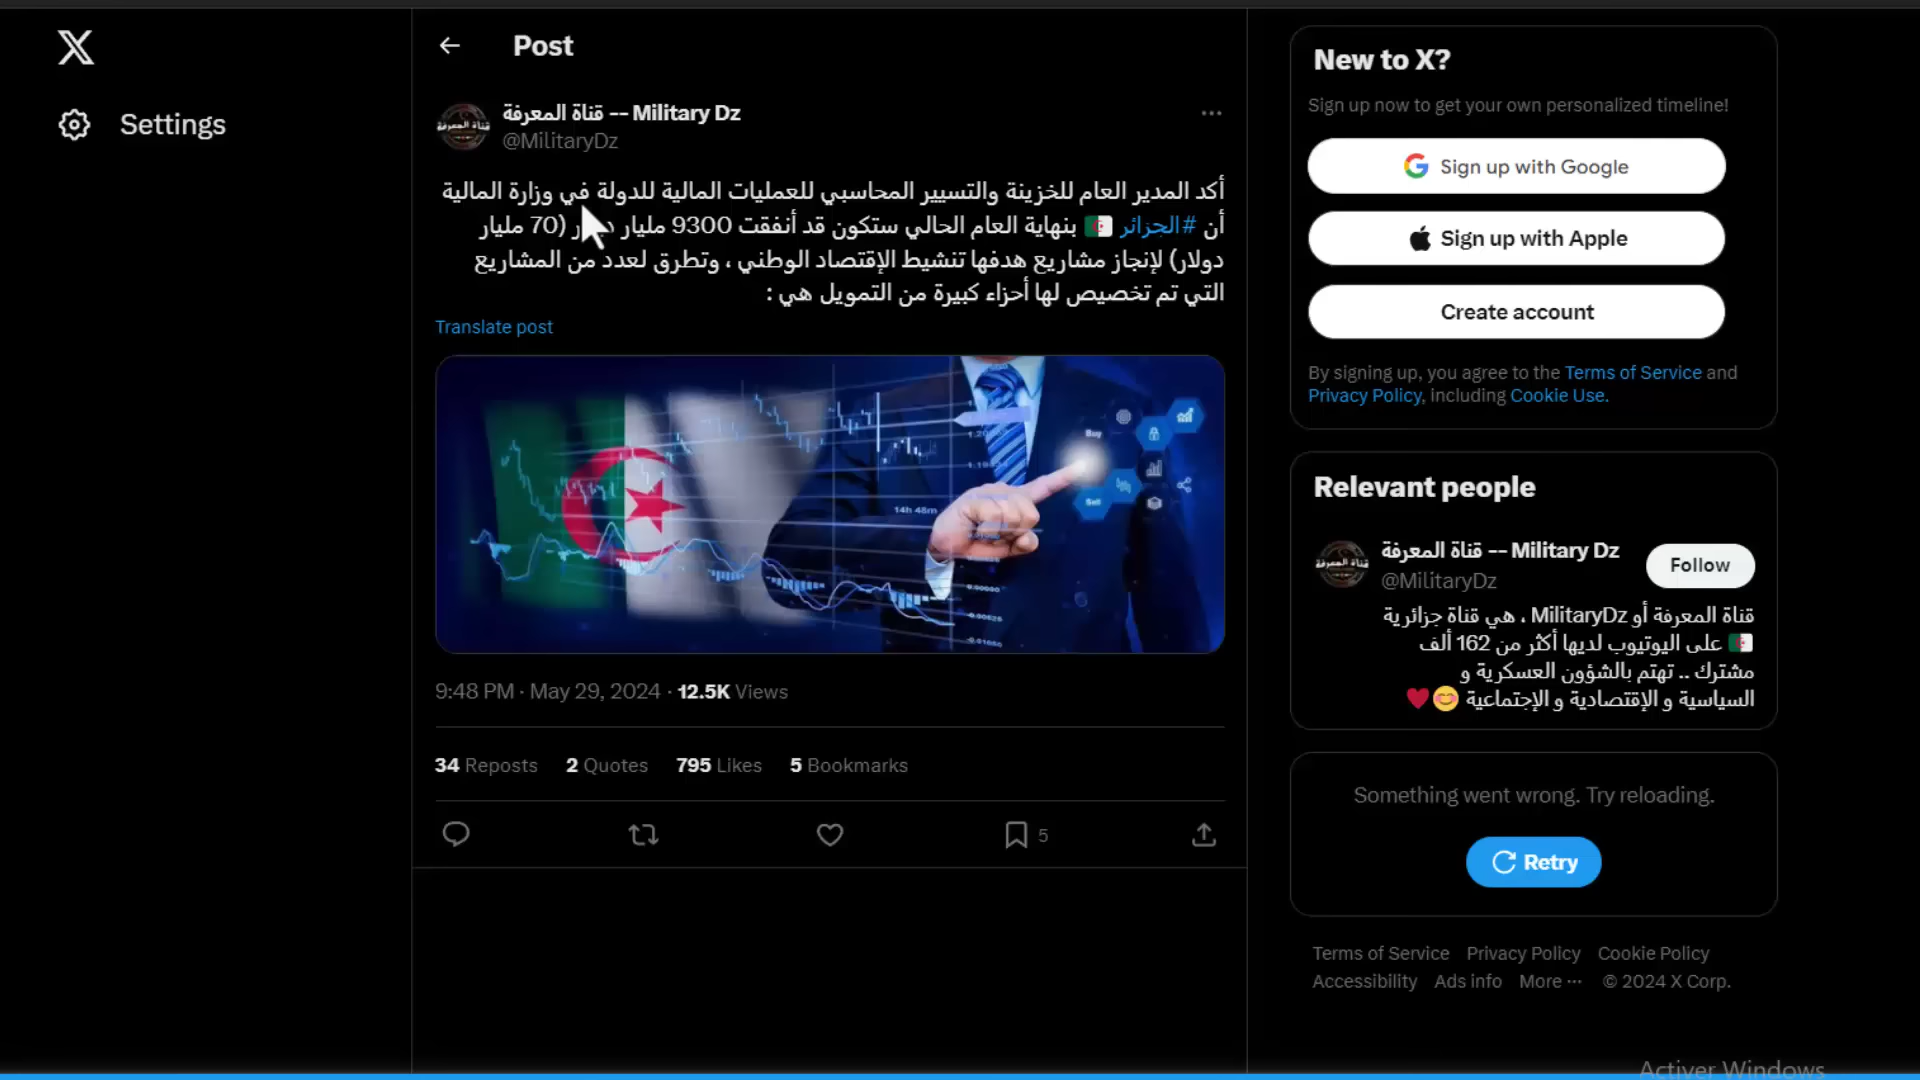 Settings
Post
قناة المعرفة -- Military Dz
@MilitaryDz
أكد المدير العام للخزينة والتسيير المحاسبي للعمليات المالية للدولة في وزارة المالية
أن #الجزائر 🇩🇿 بنهاية العام الحالي ستكون قد أنفقت 9300 مليار (70 مليار
دولار) لإنجاز مشاريع هدفها تنشيط الإقتصاد الوطني ، وتطرق لعدد من المشاريع
التي تم تخصيص لها أجزاء كبيرة من التمويل هي :
Translate post
Buy
Sell
14h 48m
9:48 PM · May 29, 2024 · 12.5K Views
34 Reposts 2 Quotes 795 Likes 5 Bookmarks
5
New to X?
Sign up now to get your own personalized timeline!
Sign up with Google
Sign up with Apple
Create account
By signing up, you agree to the Terms of Service and
Privacy Policy, including Cookie Use.
Relevant people
قناة المعرفة -- Military Dz
@MilitaryDz
Follow
قناة المعرفة أو MilitaryDz ، هي قناة جزائرية
🇩🇿 على اليوتيوب لديها أكثر من 162 ألف
مشترك .. تهتم بالشؤون العسكرية و
السياسية و الإقتصادية و الإجتماعية 😊♥
Something went wrong. Try reloading.
Retry
Terms of Service Privacy Policy Cookie Policy
Accessibility Ads info More ··· © 2024 X Corp.
Activer Windows